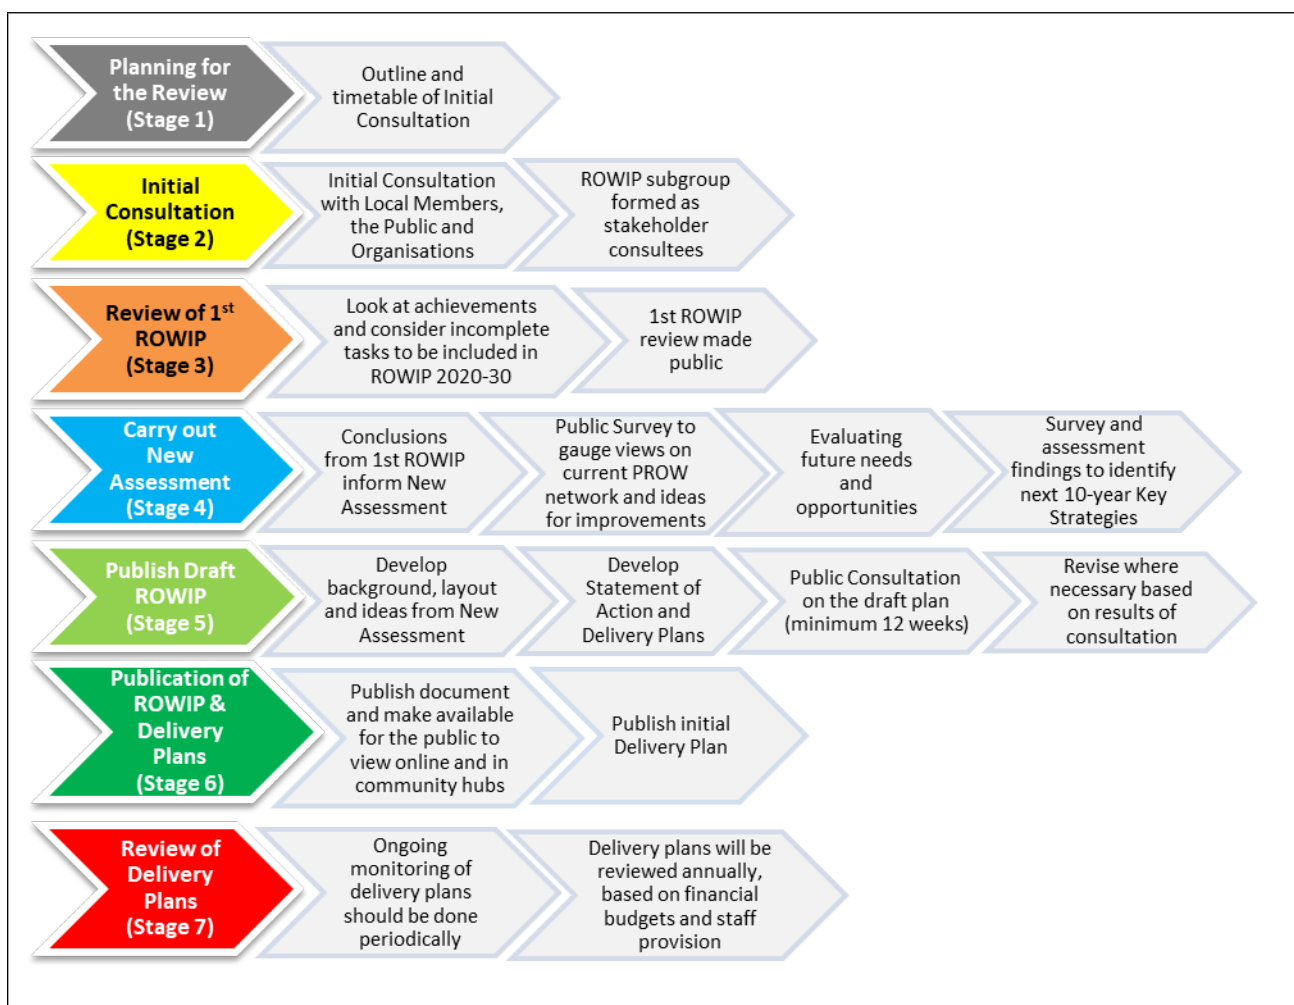 Planning for
the Review
(Stage 1)
Outline and
timetable of Initial
Consultation
Initial
Consultation
(Stage 2)
Initial Consultation
with Local Members,
the Public and
Organisations
ROWIP subgroup
formed as
stakeholder
consultees
Review of 1st
ROWIP
(Stage 3)
Look at achievements
and consider incomplete
tasks to be included in
ROWIP 2020-30
1st ROWIP
review made
public
Carry out
New
Assessment
(Stage 4)
Conclusions
from 1st ROWIP
inform New
Assessment
Public Survey to
gauge views on
current PROW
network and ideas
for improvements
Evaluating
future needs
and
opportunities
Survey and
assessment
findings to identify
next 10-year Key
Strategies
Publish Draft
ROWIP
(Stage 5)
Develop
background, layout
and ideas from New
Assessment
Develop
Statement of
Action and
Delivery Plans
Public Consultation
on the draft plan
(minimum 12 weeks)
Revise where
necessary based
on results of
consultation
Publication of
ROWIP &
Delivery
Plans
(Stage 6)
Publish document
and make available
for the public to
view online and in
community hubs
Publish initial
Delivery Plan
Review of
Delivery
Plans
(Stage 7)
Ongoing
monitoring of
delivery plans
should be done
periodically
Delivery plans will be
reviewed annually,
based on financial
budgets and staff
provision